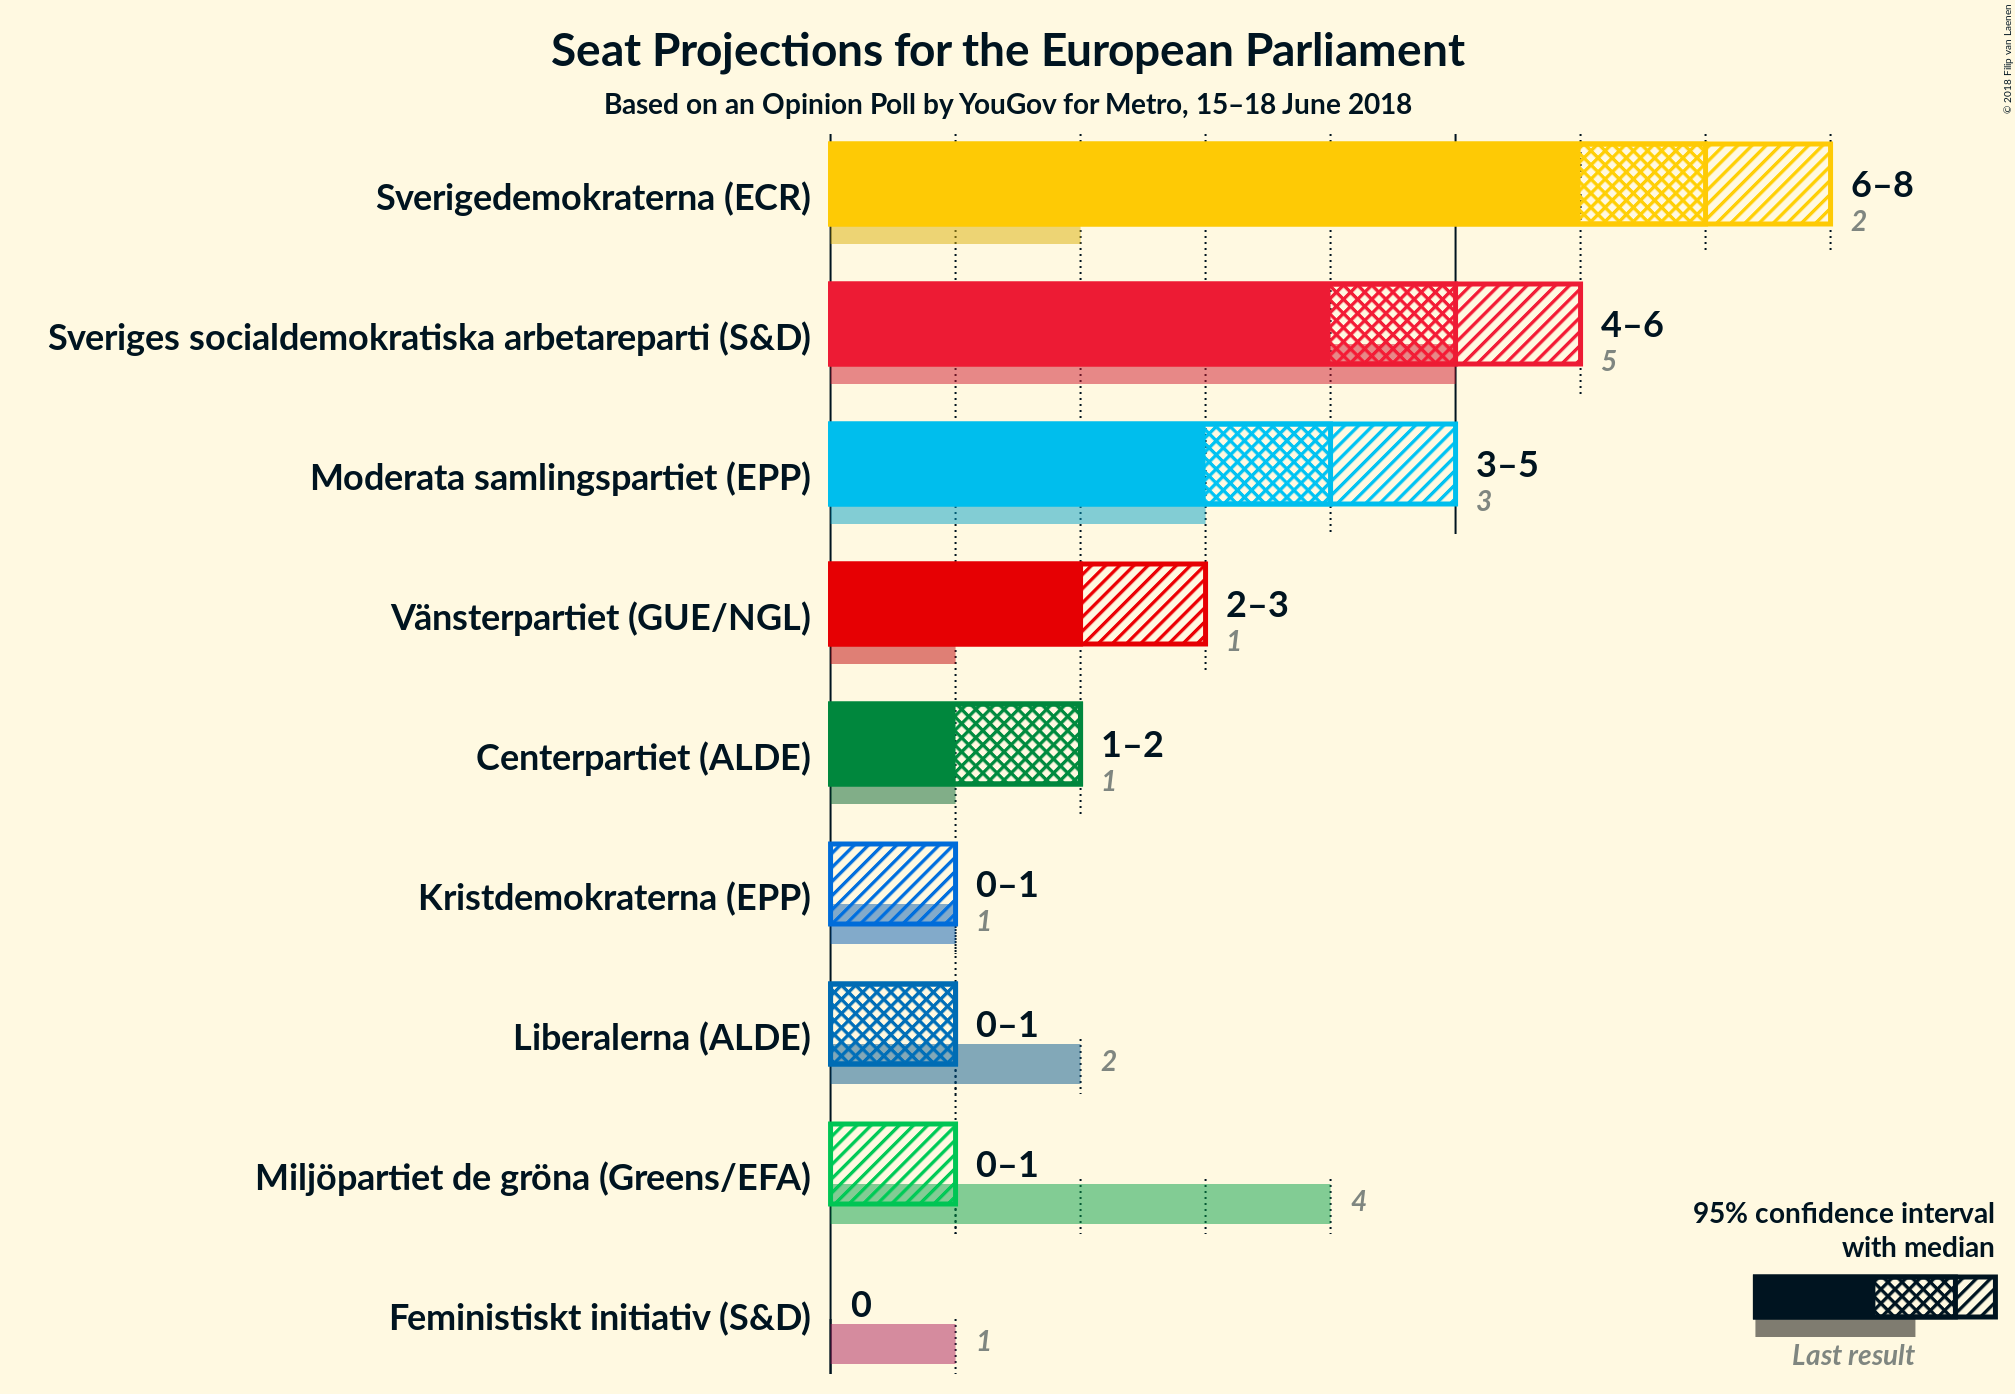 Seat Projections for the European Parliament
Based on an Opinion Poll by YouGov for Metro, 15–18 June 2018
© 2018 Filip van Laenen
Sverigedemokraterna (ECR)
6–8
2
Sveriges socialdemokratiska arbetareparti (S&D)
4–6
5
Moderata samlingspartiet (EPP)
3–5
3
Vänsterpartiet (GUE/NGL)
2–3
1
Centerpartiet (ALDE)
1–2
1
Kristdemokraterna (EPP)
0–1
1
Liberalerna (ALDE)
0–1
2
Miljöpartiet de gröna (Greens/EFA)
0–1
4
Feministiskt initiativ (S&D)
0
1
95% confidence interval
with median
Last result